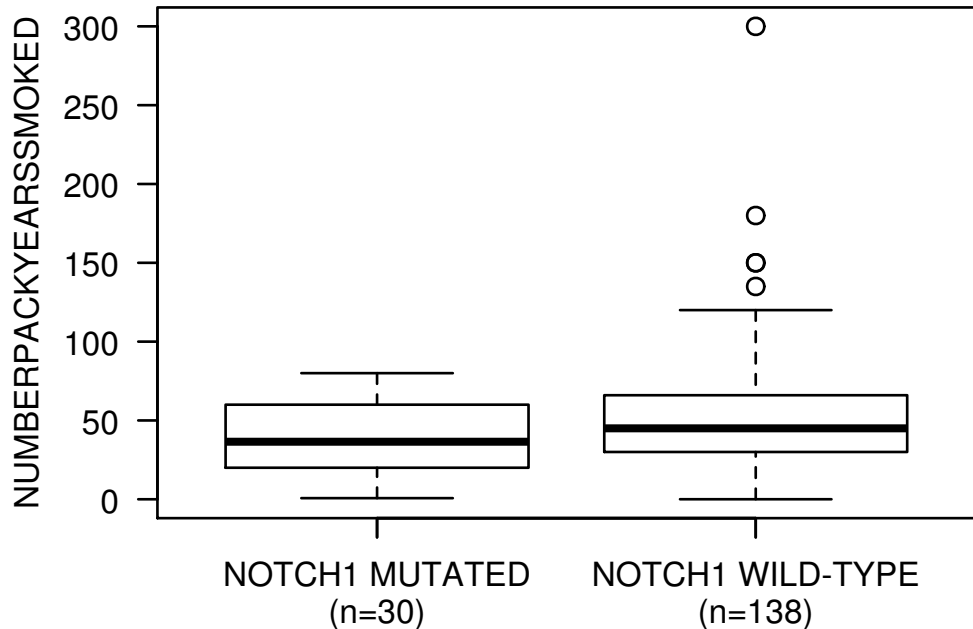 NUMBERPACKYEARSSMOKED
300
250
200
150
100
50
0
NOTCH1 MUTATED
(n=30)
NOTCH1 WILD-TYPE
(n=138)